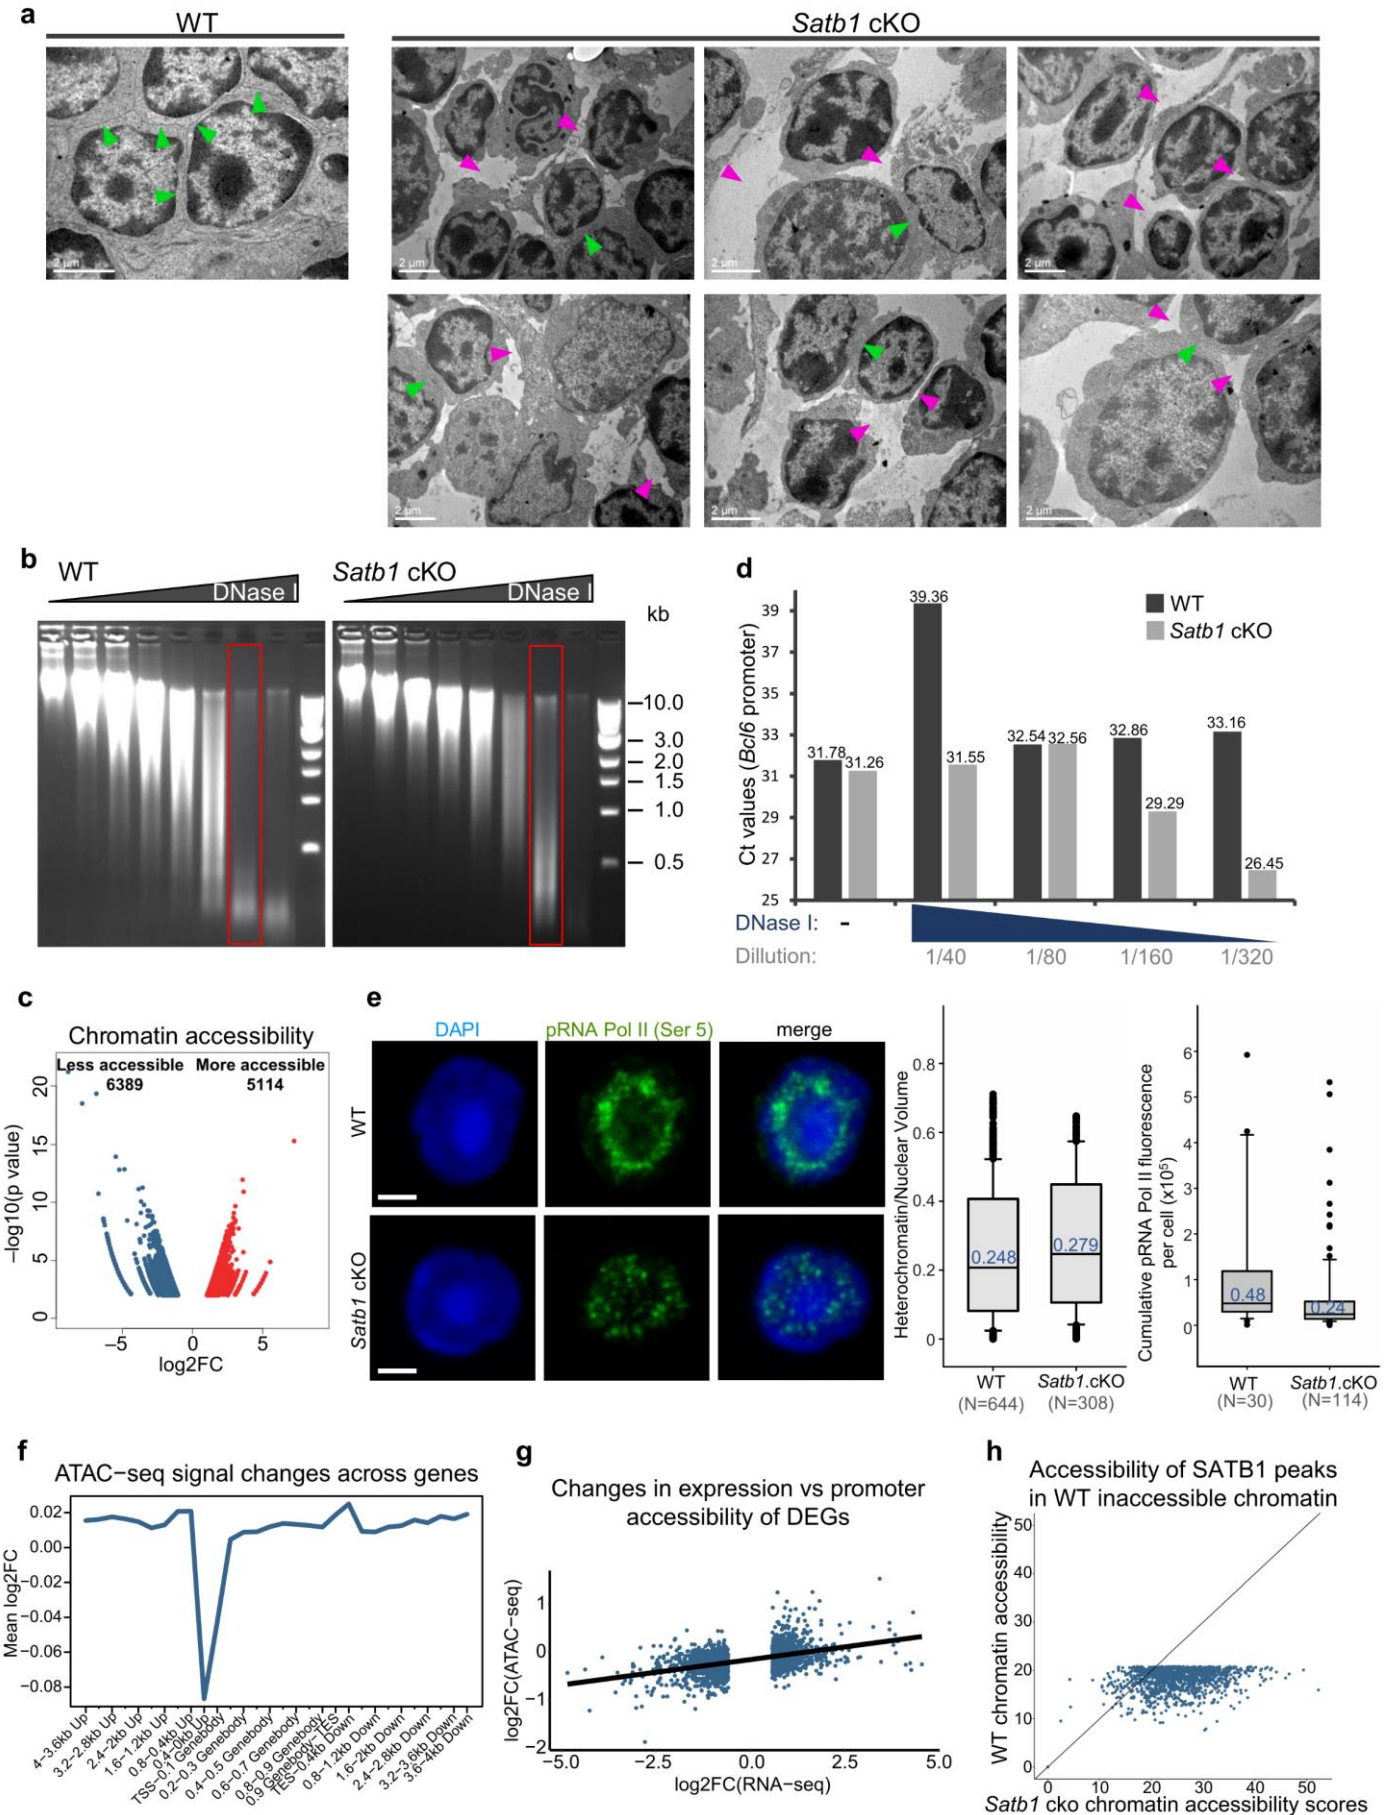 a
WT
Satb1 cKO
2 µm
2 µm
2 µm
2 µm
2 µm
2 µm
2 µm
b
WT
Satb1 cKO
DNase I
DNase I
kb
10.0
3.0
2.0
1.5
1.0
0.5
d
WT
Satb1 cKO
Ct values (Bcl6 promoter)
39
37
35
33
31
29
27
25
31.78
31.26
39.36
31.55
32.54
32.56
32.86
29.29
33.16
26.45
DNase I: -
Dillution: 1/40 1/80 1/160 1/320
c
Chromatin accessibility
Less accessible More accessible
6389 5114
−log10(p value)
20
15
10
5
0
−5 0 5
log2FC
e
DAPI pRNA Pol II (Ser 5) merge
WT
Satb1 cKO
Heterochromatin/Nuclear Volume
0.8
0.6
0.4
0.2
0
0.248
0.279
WT Satb1.cKO
(N=644) (N=308)
Cumulative pRNA Pol II fluorescence
per cell (x10⁵)
6
5
4
3
2
1
0
0.48
0.24
WT Satb1.cKO
(N=30) (N=114)
f
ATAC−seq signal changes across genes
Mean log2FC
0.02
0.00
−0.02
−0.04
−0.06
−0.08
4−3.6kb Up
3.2−2.8kb Up
2.4−2kb Up
1.6−1.2kb Up
0.8−0.4kb Up
0.4−0kb Up
TSS−0.1 Genebody
0.2−0.3 Genebody
0.4−0.5 Genebody
0.6−0.7 Genebody
0.8−0.9 Genebody
0.9 Genebody−TES
TES−0.4kb Down
0.8−1.2kb Down
1.6−2kb Down
2.4−2.8kb Down
3.2−3.6kb Down
3.6−4kb Down
g
Changes in expression vs promoter
accessibility of DEGs
log2FC(ATAC−seq)
1
0
−1
−2
−5.0 −2.5 0.0 2.5 5.0
log2FC(RNA−seq)
h
Accessibility of SATB1 peaks
in WT inaccessible chromatin
WT chromatin accessibility
50
40
30
20
10
0
0 10 20 30 40 50
Satb1 cko chromatin accessibility scores